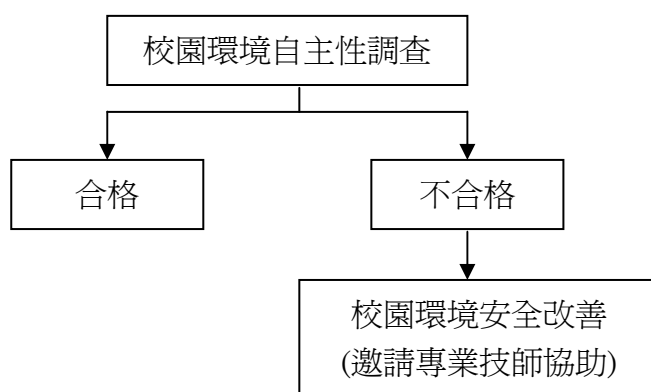 校園環境自主性調查
合格
不合格
校園環境安全改善
(邀請專業技師協助)